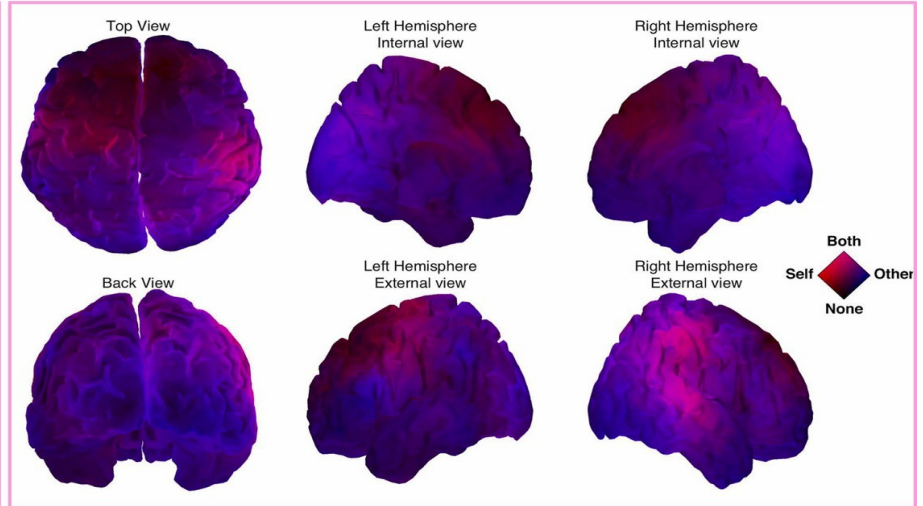 Top View
Left Hemisphere
Internal view
Right Hemisphere
Internal view
Both
Self
Other
None
Back View
Left Hemisphere
External view
Right Hemisphere
External view